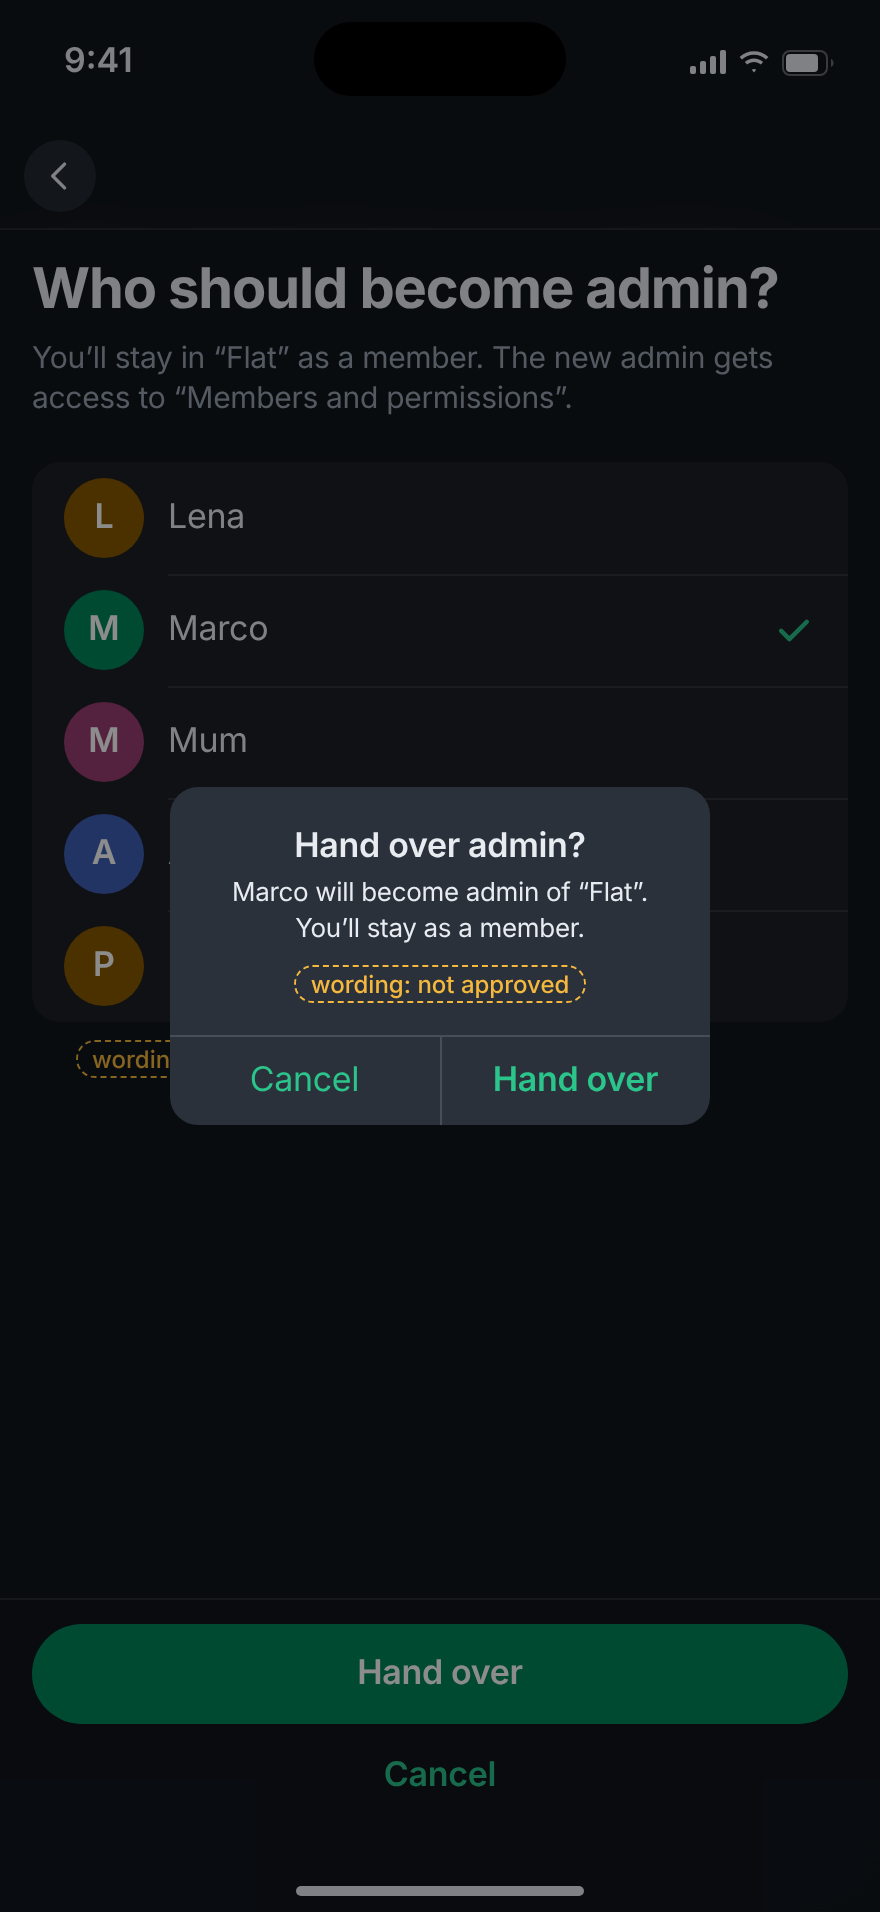 9:41
Who should become admin?
You’ll stay in “Flat” as a member. The new admin gets
access to “Members and permissions”.
L
Lena
M
Marco
M
Mum
A
P
Hand over admin?
Marco will become admin of “Flat”.
You’ll stay as a member.
wording: not approved
Cancel
Hand over
Hand over
Cancel